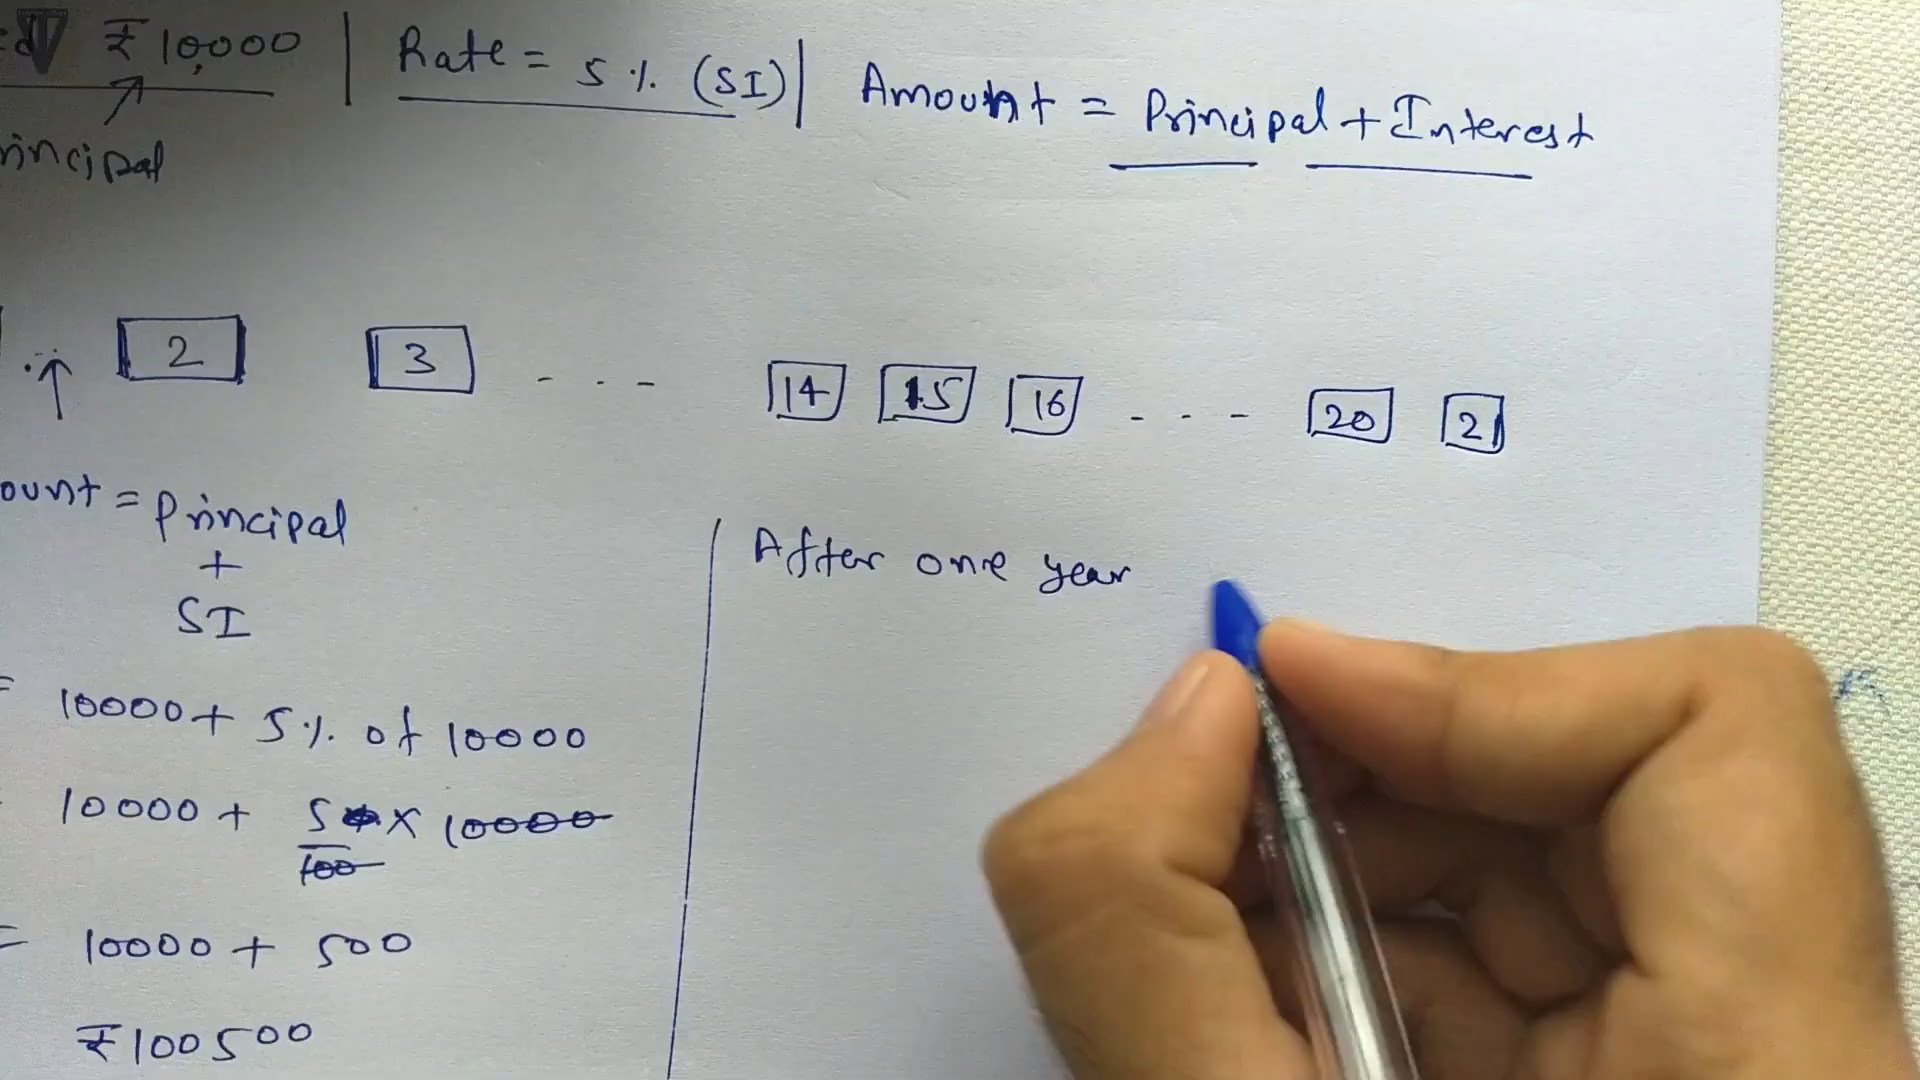 ₹ 10,000 | Rate = 5 % (SI) | Amount = Principal + Interest
rincipal
2 3 - - - 14 15 16 - - - 20 21
ount = Principal
+
SI
= 10000 + 5% of 10000
10000 + 5 x 10000
100
= 10000 + 500
₹ 100500
After one year